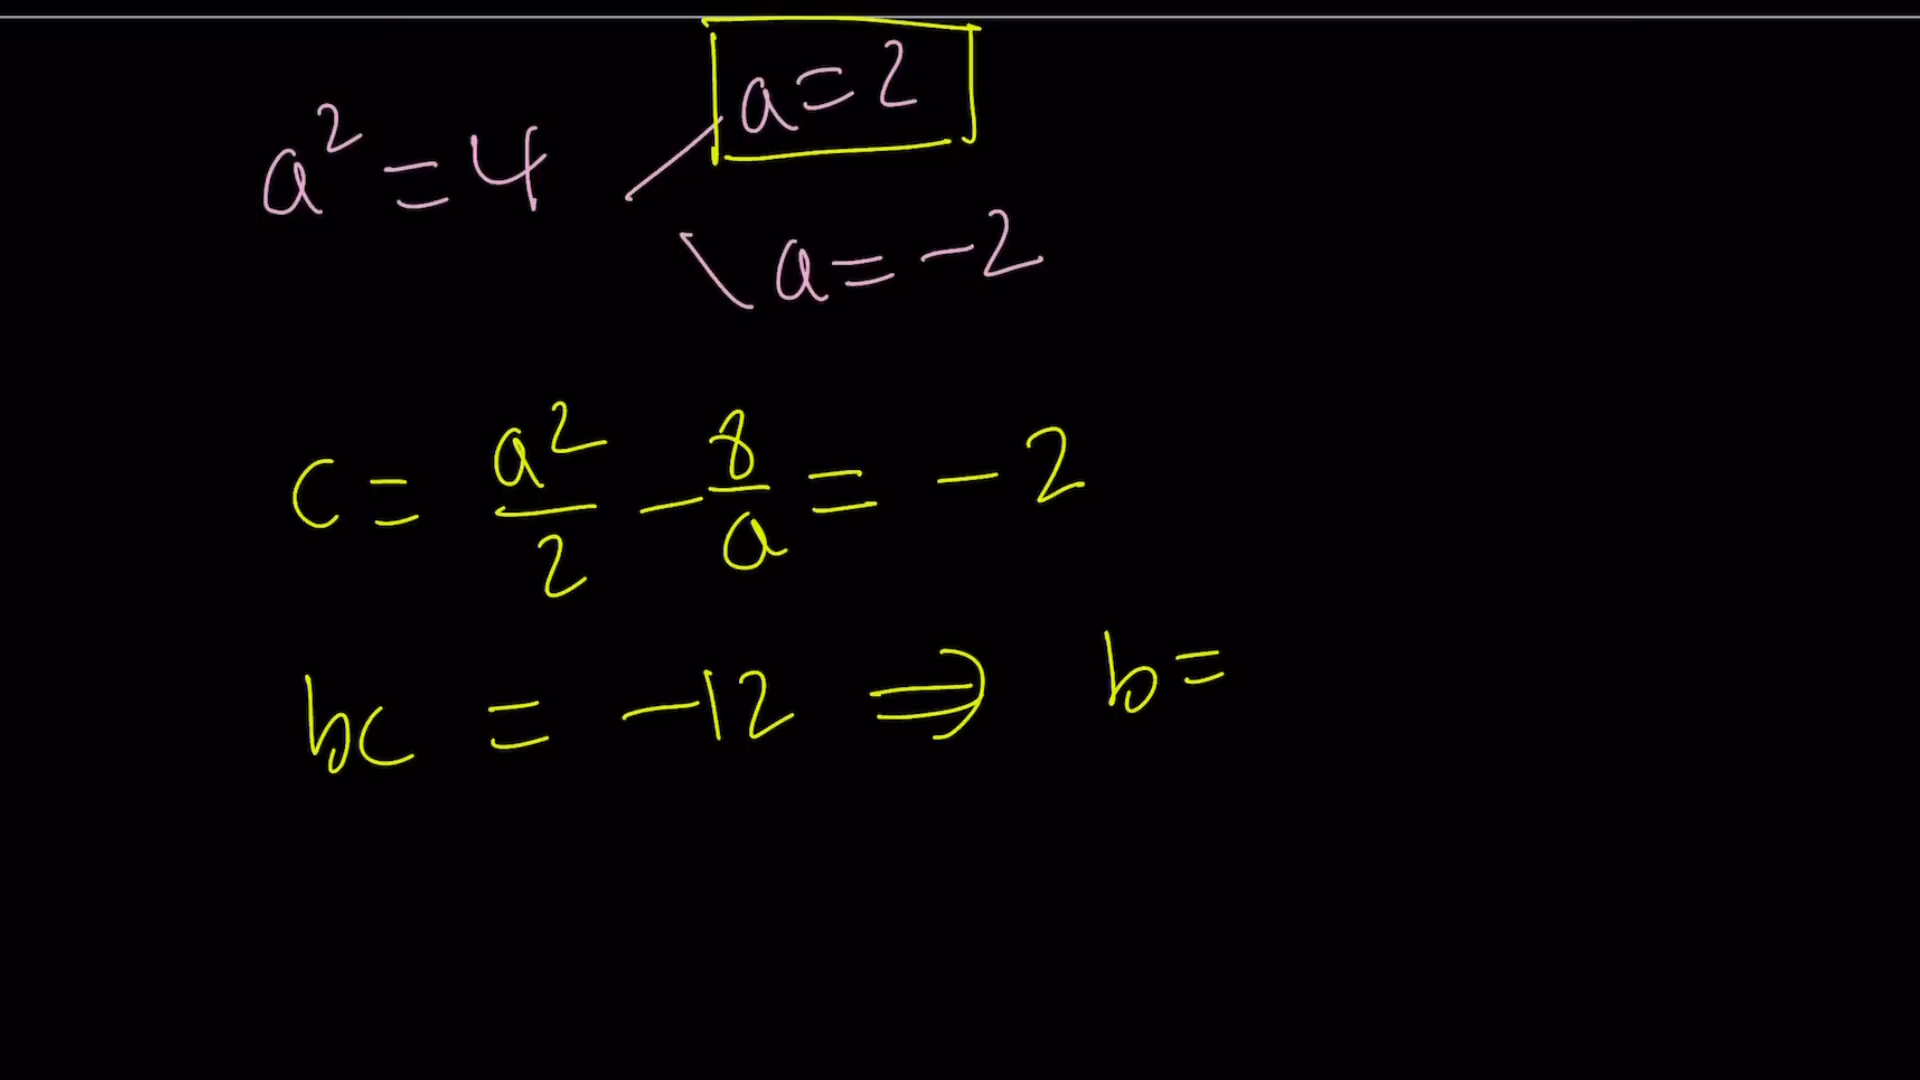 a = 2
a² = 4
a = -2
c = a²/2 - 8/a = -2
bc = -12 ⇒ b =